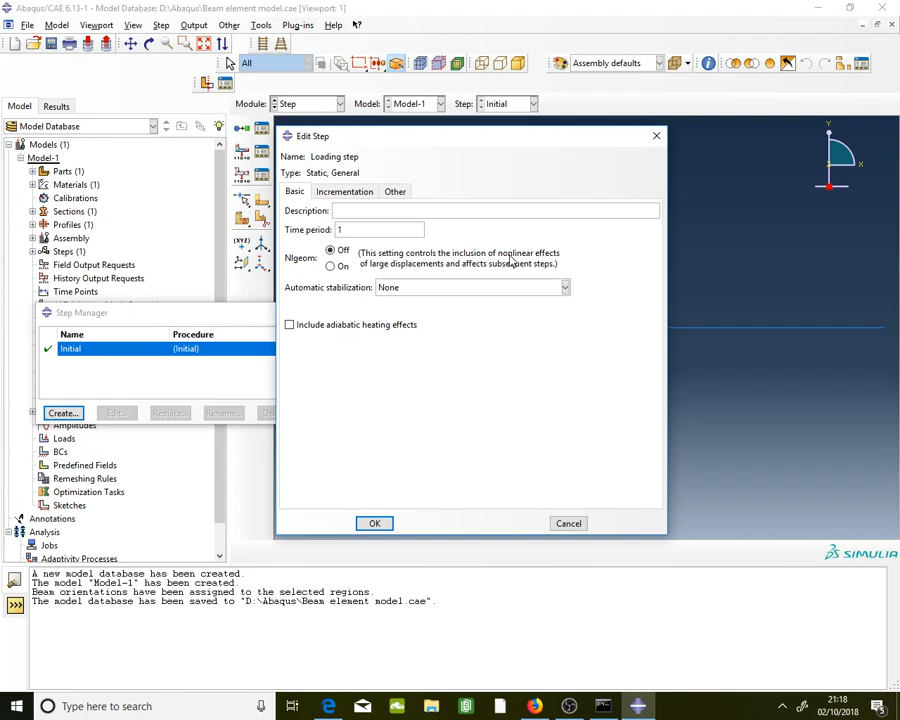 Abaqus/CAE 6.13-1 - Model Database: D:\Abaqus\Beam element model.cae [Viewport: 1]
File Model Viewport View Step Output Other Tools Plug-ins Help
All Assembly defaults
Module: Step Model: Model-1 Step: Initial
Model Results
Model Database
Models (1)
Model-1
Parts (1)
Materials (1)
Calibrations
Sections (1)
Profiles (1)
Assembly
Steps (1)
Field Output Requests
History Output Requests
Time Points
Step Manager
Name Procedure
Initial (Initial)
Create... Edit... Replace... Rename...
Amplitudes
Loads
BCs
Predefined Fields
Remeshing Rules
Optimization Tasks
Sketches
Annotations
Analysis
Jobs
Adaptivity Processes
Edit Step
Name: Loading step
Type: Static, General
Basic Incrementation Other
Description:
Time period: 1
Nlgeom:
Off
On
(This setting controls the inclusion of nonlinear effects
of large displacements and affects subsequent steps.)
Automatic stabilization: None
Include adiabatic heating effects
OK Cancel
Y
X
SIMULIA
A new model database has been created.
The model "Model-1" has been created.
Beam orientations have been assigned to the selected regions.
The model database has been saved to "D:\Abaqus\Beam element model.cae".
Type here to search
21:18
02/10/2018